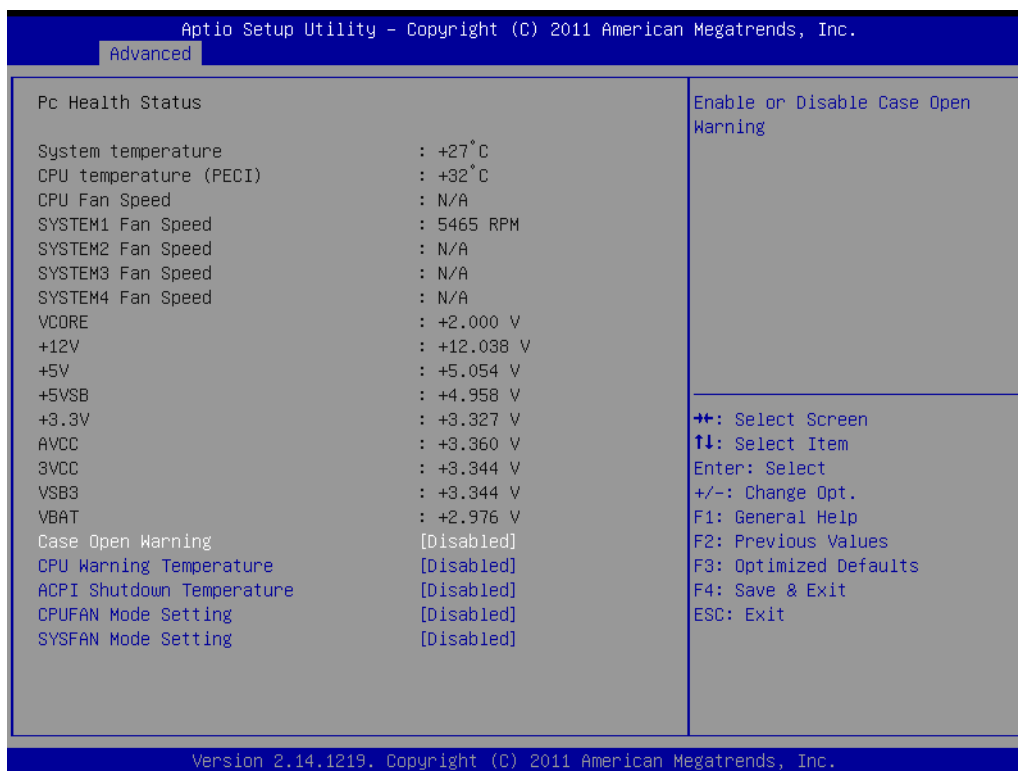 Aptio Setup Utility – Copyright (C) 2011 American Megatrends, Inc.
Advanced
Pc Health Status
System temperature : +27°C
CPU temperature (PECI) : +32°C
CPU Fan Speed : N/A
SYSTEM1 Fan Speed : 5465 RPM
SYSTEM2 Fan Speed : N/A
SYSTEM3 Fan Speed : N/A
SYSTEM4 Fan Speed : N/A
VCORE : +2.000 V
+12V : +12.038 V
+5V : +5.054 V
+5VSB : +4.958 V
+3.3V : +3.327 V
AVCC : +3.360 V
3VCC : +3.344 V
VSB3 : +3.344 V
VBAT : +2.976 V
Case Open Warning [Disabled]
CPU Warning Temperature [Disabled]
ACPI Shutdown Temperature [Disabled]
CPUFAN Mode Setting [Disabled]
SYSFAN Mode Setting [Disabled]
Enable or Disable Case Open
Warning
→←: Select Screen
↑↓: Select Item
Enter: Select
+/-: Change Opt.
F1: General Help
F2: Previous Values
F3: Optimized Defaults
F4: Save & Exit
ESC: Exit
Version 2.14.1219. Copyright (C) 2011 American Megatrends, Inc.